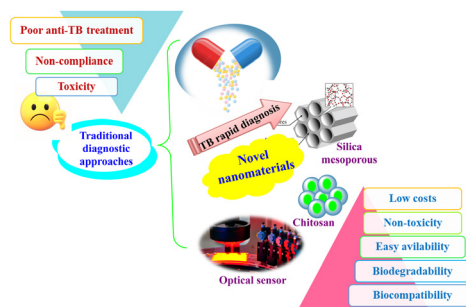 Poor anti-TB treatment
Non-compliance
Toxicity
Traditional
diagnostic
approaches
TB rapid diagnosis
Novel
nanomaterials
Silica
mesoporous
Chitosan
Optical sensor
Low costs
Non-toxicity
Easy avilability
Biodegradability
Biocompatibility